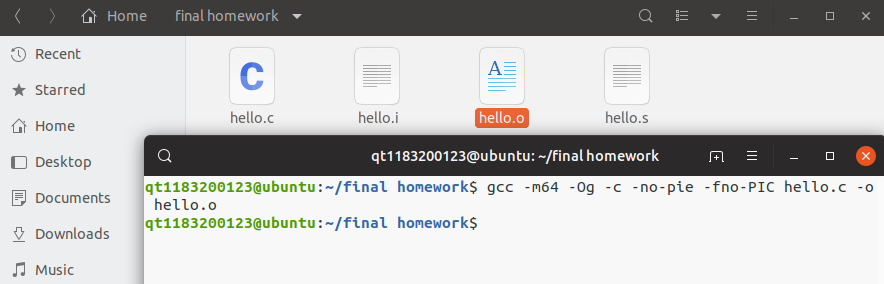 Home final homework
Recent
Starred
Home
Desktop
Documents
Downloads
Music
C
hello.c
hello.i
A
hello.o
hello.s
qt1183200123@ubuntu: ~/final homework
qt1183200123@ubuntu:~/final homework$ gcc -m64 -Og -c -no-pie -fno-PIC hello.c -o
hello.o
qt1183200123@ubuntu:~/final homework$